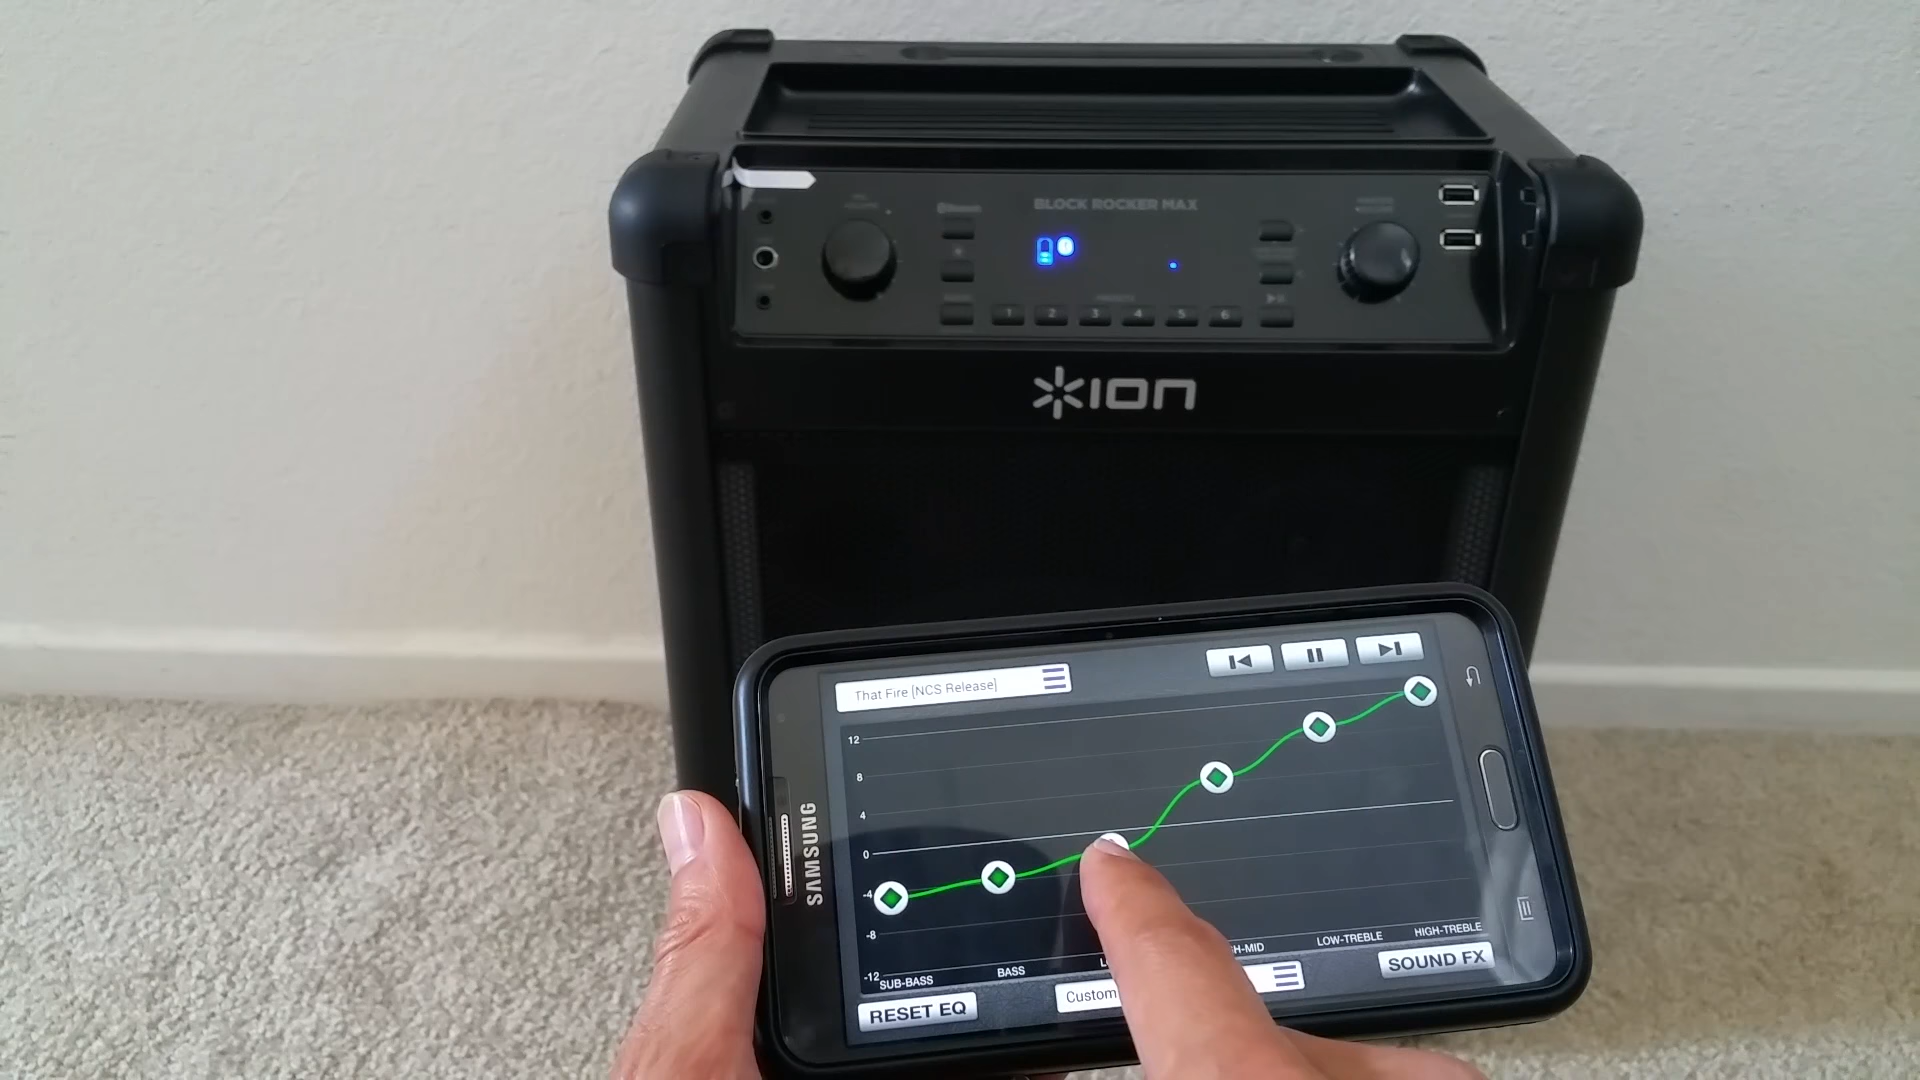 BLOCK ROCKER MAX
1 2 3 4 5 6
ION
SAMSUNG
That Fire [NCS Release]
12
8
4
0
-4
-8
-12
SUB-BASS BASS H-MID LOW-TREBLE HIGH-TREBLE
RESET EQ Custom SOUND FX